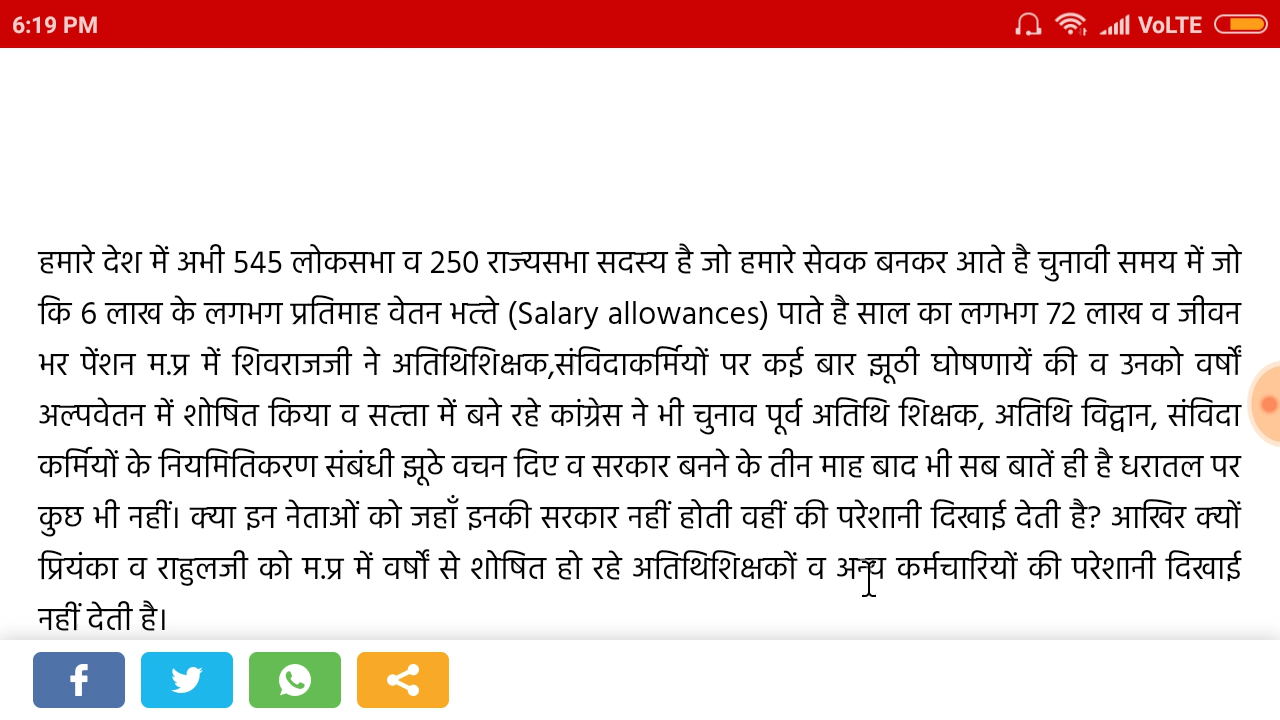 6:19 PM VoLTE
हमारे देश में अभी 545 लोकसभा व 250 राज्यसभा सदस्य है जो हमारे सेवक बनकर आते है चुनावी समय में जो
कि 6 लाख के लगभग प्रतिमाह वेतन भत्ते (Salary allowances) पाते है साल का लगभग 72 लाख व जीवन
भर पेंशन म.प्र में शिवराजजी ने अतिथिशिक्षक,संविदाकर्मियों पर कई बार झूठी घोषणायें की व उनको वर्षों
अल्पवेतन में शोषित किया व सत्ता में बने रहे कांग्रेस ने भी चुनाव पूर्व अतिथि शिक्षक, अतिथि विद्वान, संविदा
कर्मियों के नियमितिकरण संबंधी झूठे वचन दिए व सरकार बनने के तीन माह बाद भी सब बातें ही है धरातल पर
कुछ भी नहीं। क्या इन नेताओं को जहाँ इनकी सरकार नहीं होती वहीं की परेशानी दिखाई देती है? आखिर क्यों
प्रियंका व राहुलजी को म.प्र में वर्षों से शोषित हो रहे अतिथिशिक्षकों व अन्य कर्मचारियों की परेशानी दिखाई
नहीं देती है।